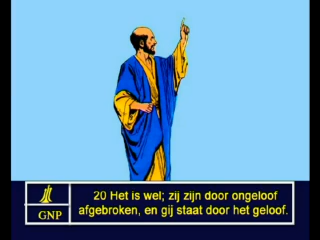 20 Het is wel; zij zijn door ongeloof
afgebroken, en gij staat door het geloof.
GNP